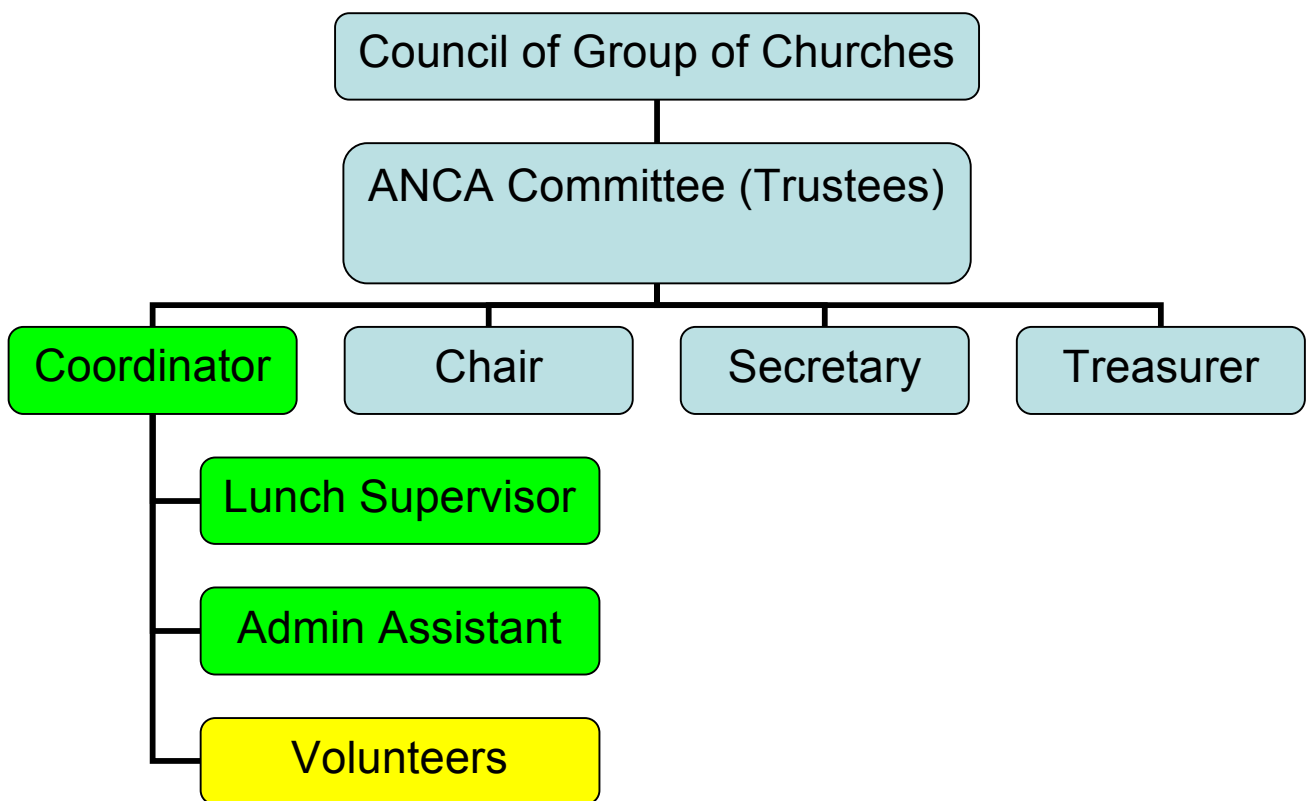 Council of Group of Churches
ANCA Committee (Trustees)
Coordinator
Chair
Secretary
Treasurer
Lunch Supervisor
Admin Assistant
Volunteers